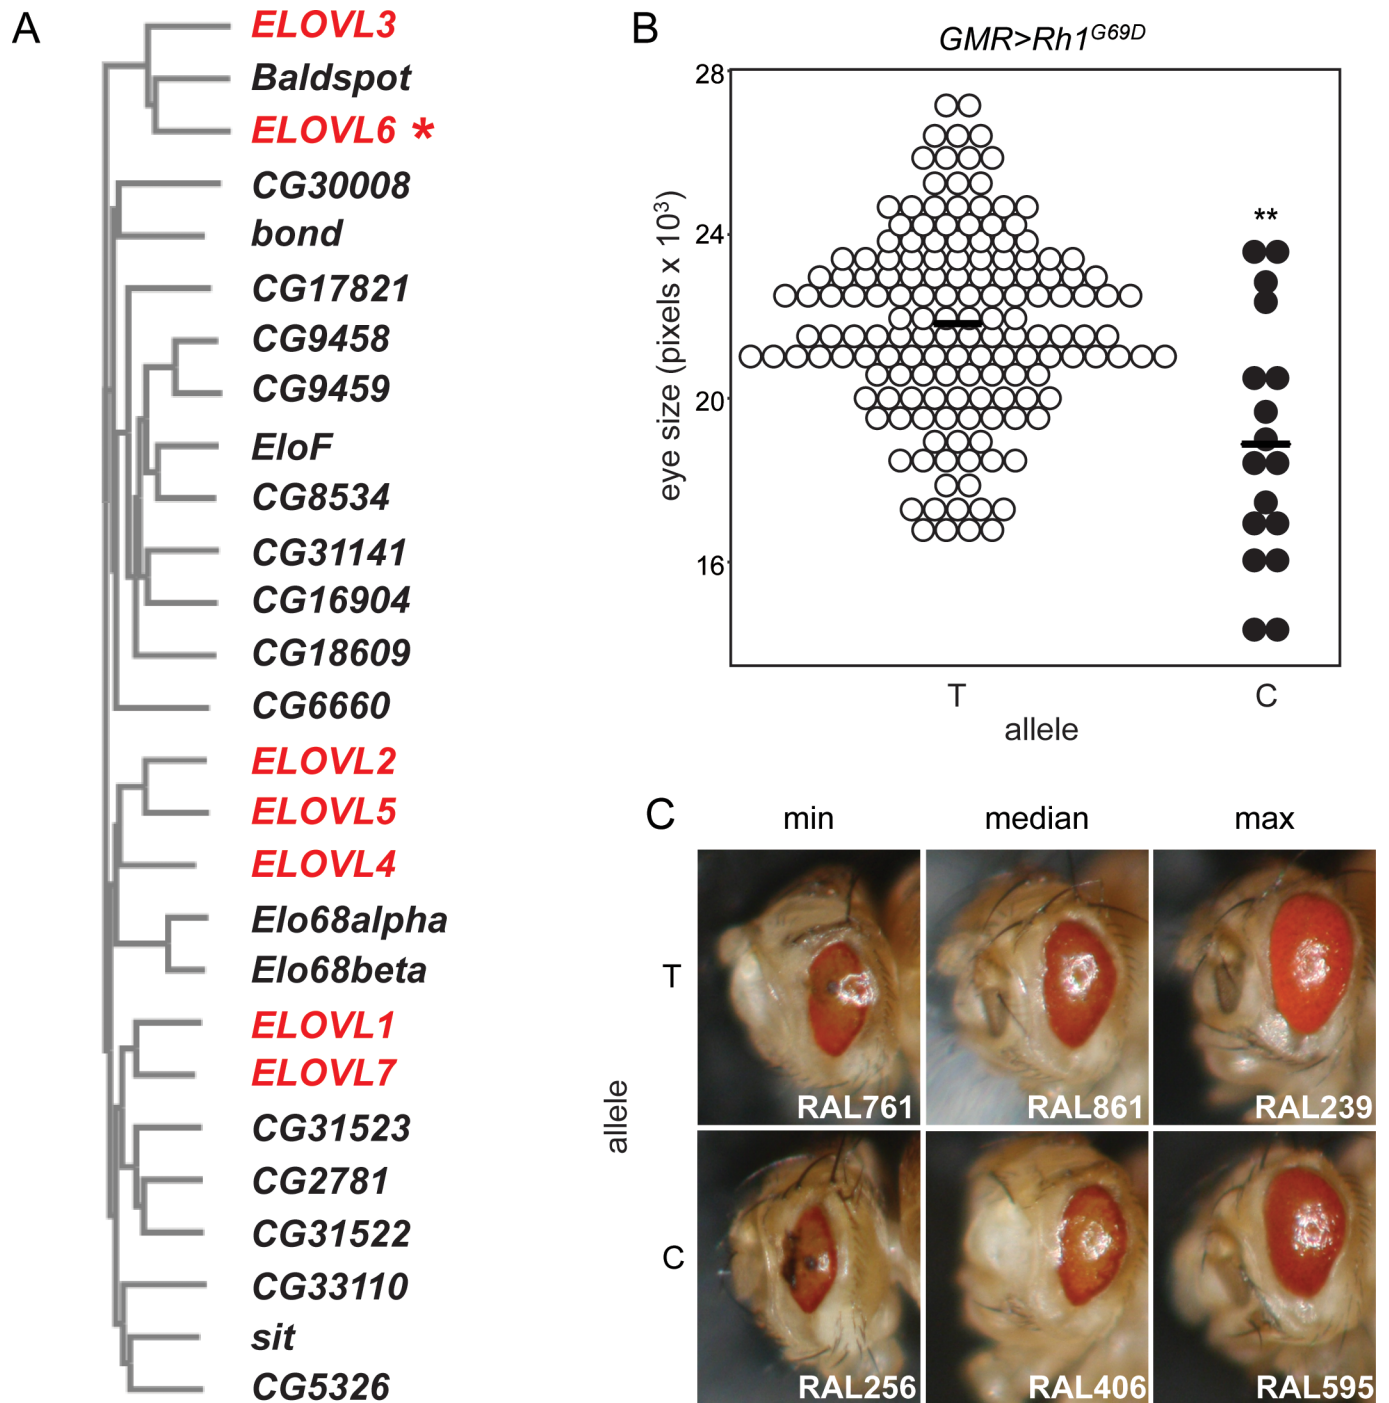 A
ELOVL3
Baldspot
ELOVL6 *
CG30008
bond
CG17821
CG9458
CG9459
EloF
CG8534
CG31141
CG16904
CG18609
CG6660
ELOVL2
ELOVL5
ELOVL4
Elo68alpha
Elo68beta
ELOVL1
ELOVL7
CG31523
CG2781
CG31522
CG33110
sit
CG5326
B
GMR>Rh1^G69D
eye size (pixels x 10³)
28
24
20
16
**
T
C
allele
C
min
median
max
allele
T
RAL761
RAL861
RAL239
C
RAL256
RAL406
RAL595